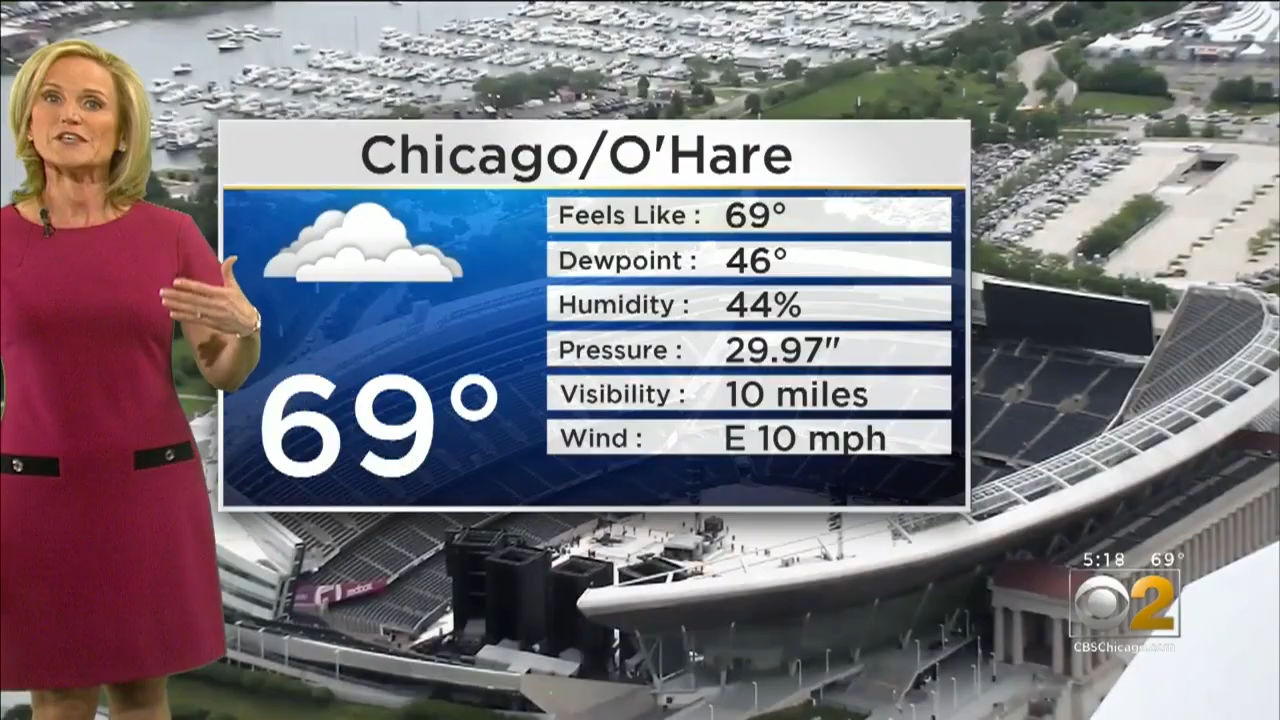 Chicago/O'Hare
69°
Feels Like : 69°
Dewpoint : 46°
Humidity : 44%
Pressure : 29.97"
Visibility : 10 miles
Wind : E 10 mph
redbox
5:18 69°
2
CBSChicago.com